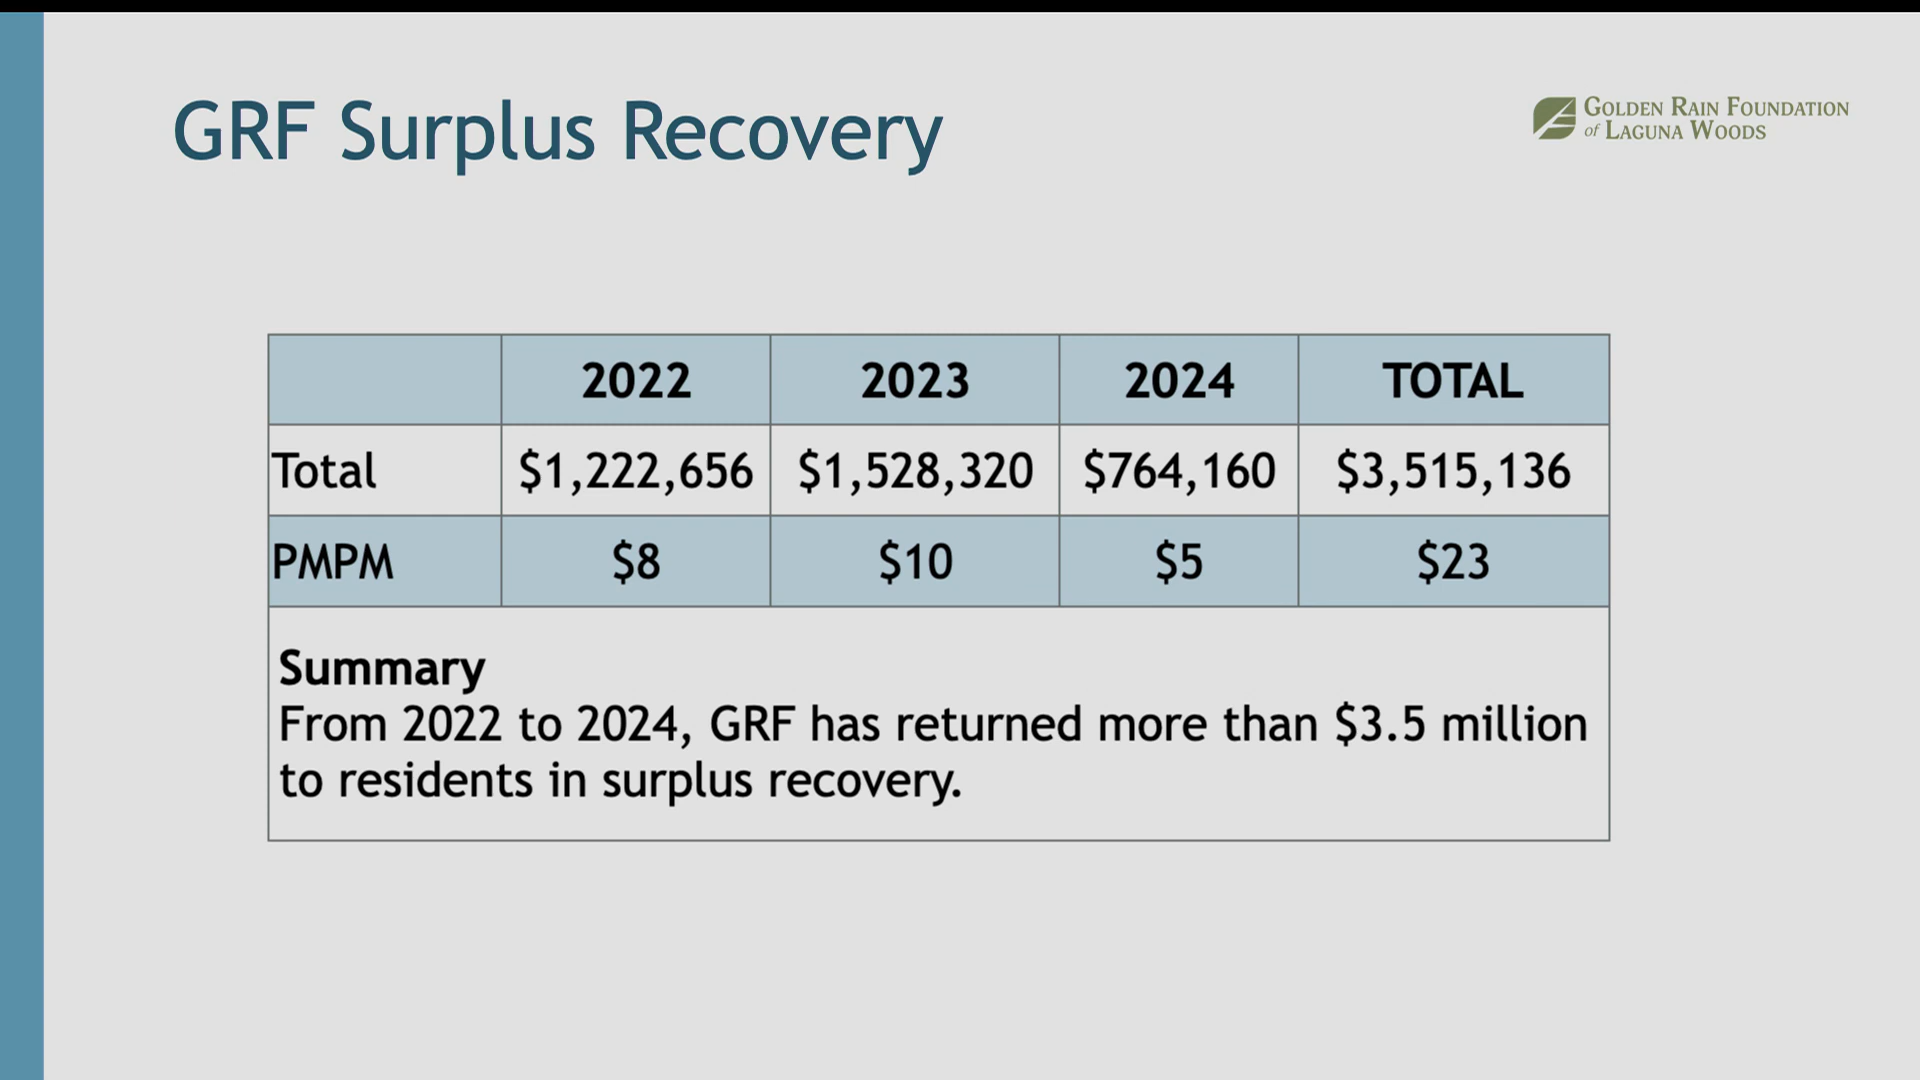 GRF Surplus Recovery
GOLDEN RAIN FOUNDATION
of LAGUNA WOODS
2022 2023 2024 TOTAL
Total $1,222,656 $1,528,320 $764,160 $3,515,136
PMPM $8 $10 $5 $23
Summary
From 2022 to 2024, GRF has returned more than $3.5 million
to residents in surplus recovery.